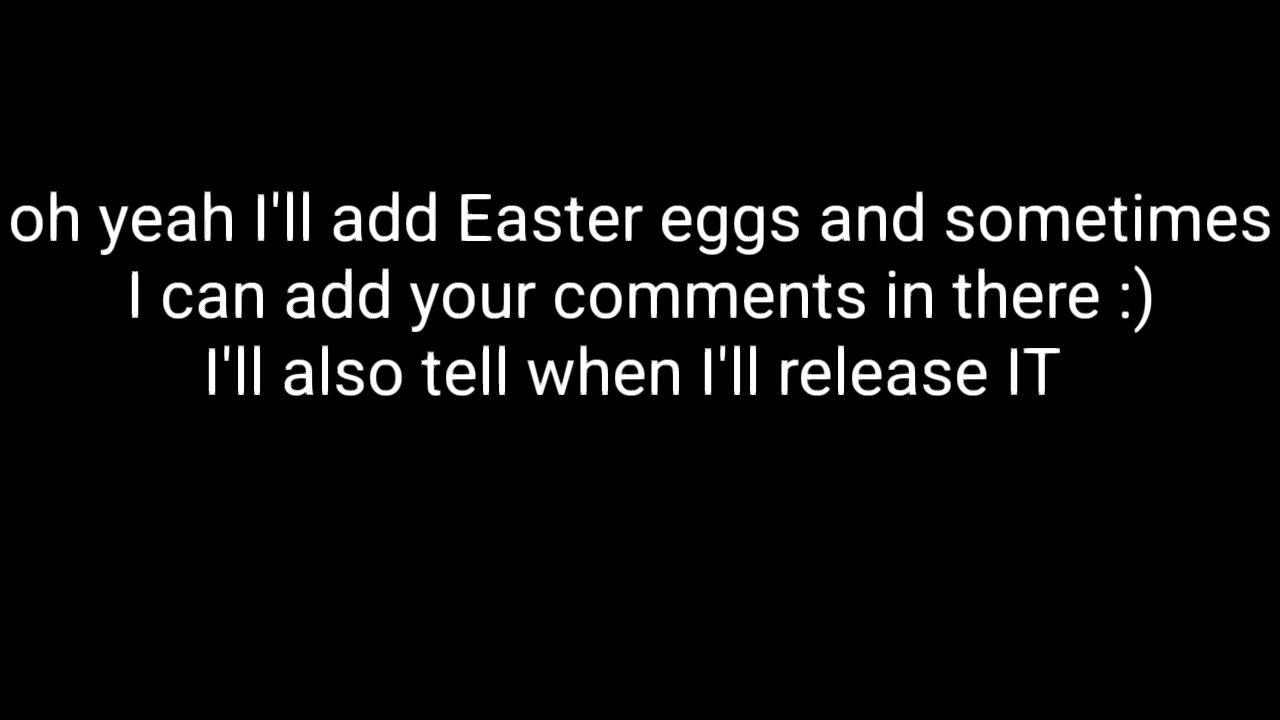 oh yeah I'll add Easter eggs and sometimes
I can add your comments in there :)
I'll also tell when I'll release IT